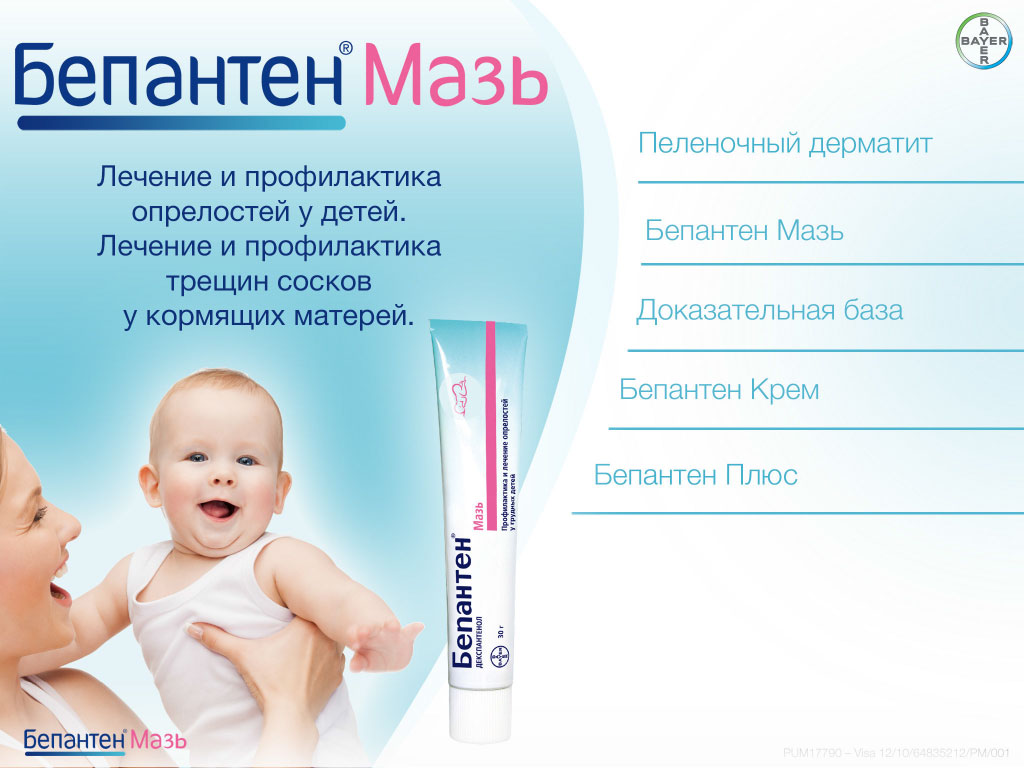 Бепантен® Мазь
Лечение и профилактика
опрелостей у детей.
Лечение и профилактика
трещин сосков
у кормящих матерей.
BAYER
BAYER
Пеленочный дерматит
Бепантен Мазь
Доказательная база
Бепантен Крем
Бепантен Плюс
Бепантен®
Мазь
ДЕКСПАНТЕНОЛ
Профилактика и лечение опрелостей
у грудных детей
30 г
Бепантен® Мазь
PUM17790 – Visa 12/10/64835212/PM/001